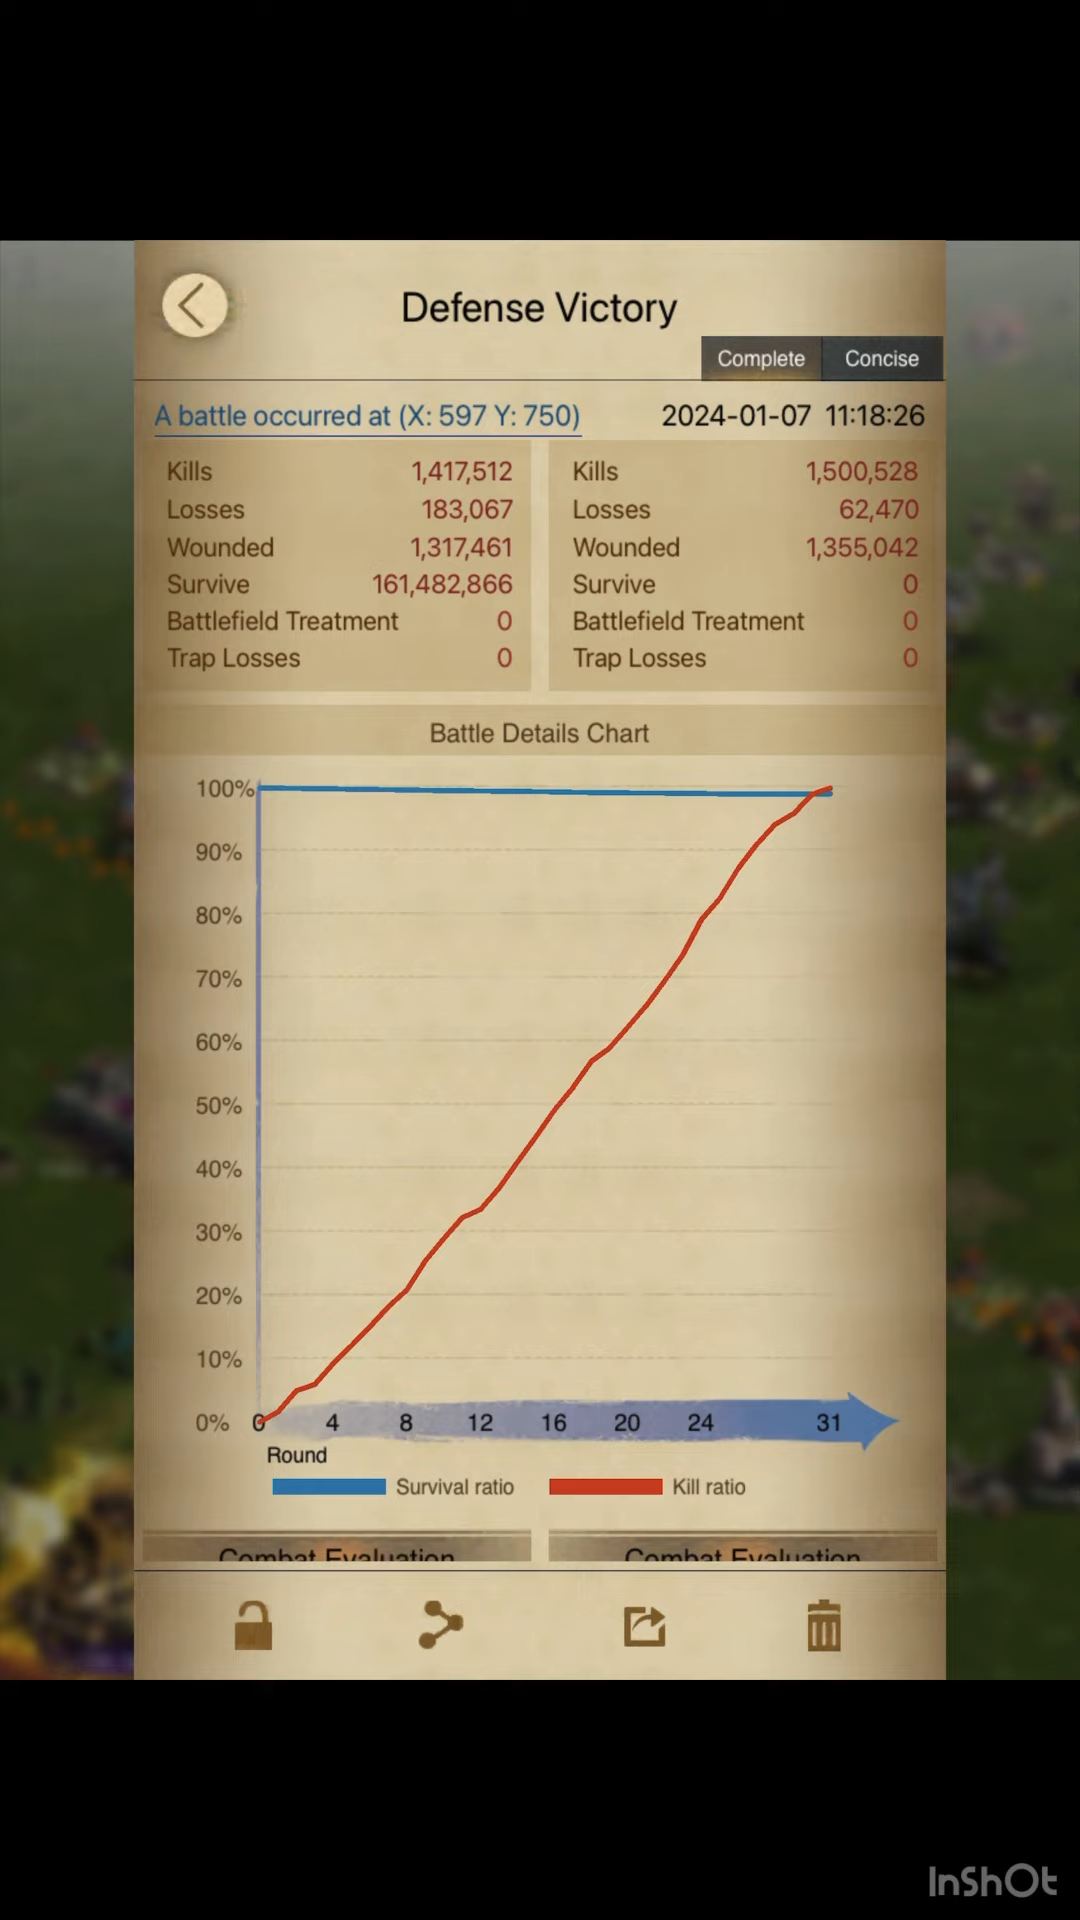 Defense Victory
Complete Concise
A battle occurred at (X: 597 Y: 750) 2024-01-07 11:18:26
Kills 1,417,512 Kills 1,500,528
Losses 183,067 Losses 62,470
Wounded 1,317,461 Wounded 1,355,042
Survive 161,482,866 Survive 0
Battlefield Treatment 0 Battlefield Treatment 0
Trap Losses 0 Trap Losses 0
Battle Details Chart
100%
90%
80%
70%
60%
50%
40%
30%
20%
10%
0% 0 4 8 12 16 20 24 31
Round
Survival ratio Kill ratio
Combat Evaluation Combat Evaluation
InShOt